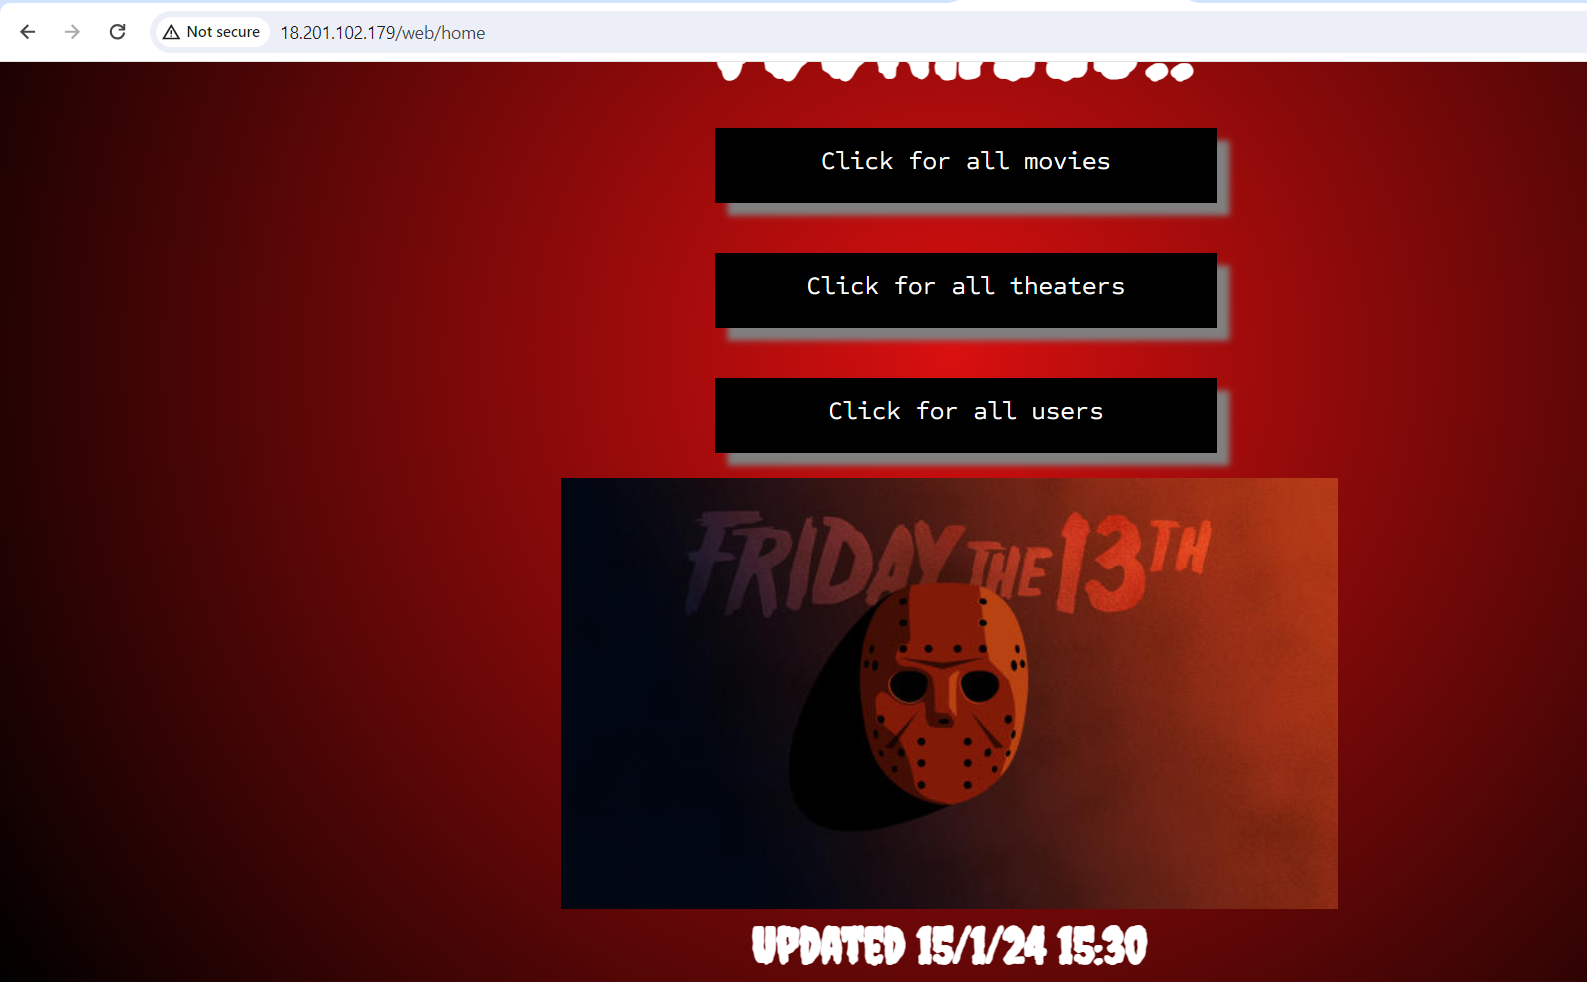 Not secure
18.201.102.179/web/home
Click for all movies
Click for all theaters
Click for all users
FRIDAY THE 13TH
UPDATED 15/1/24 15:30